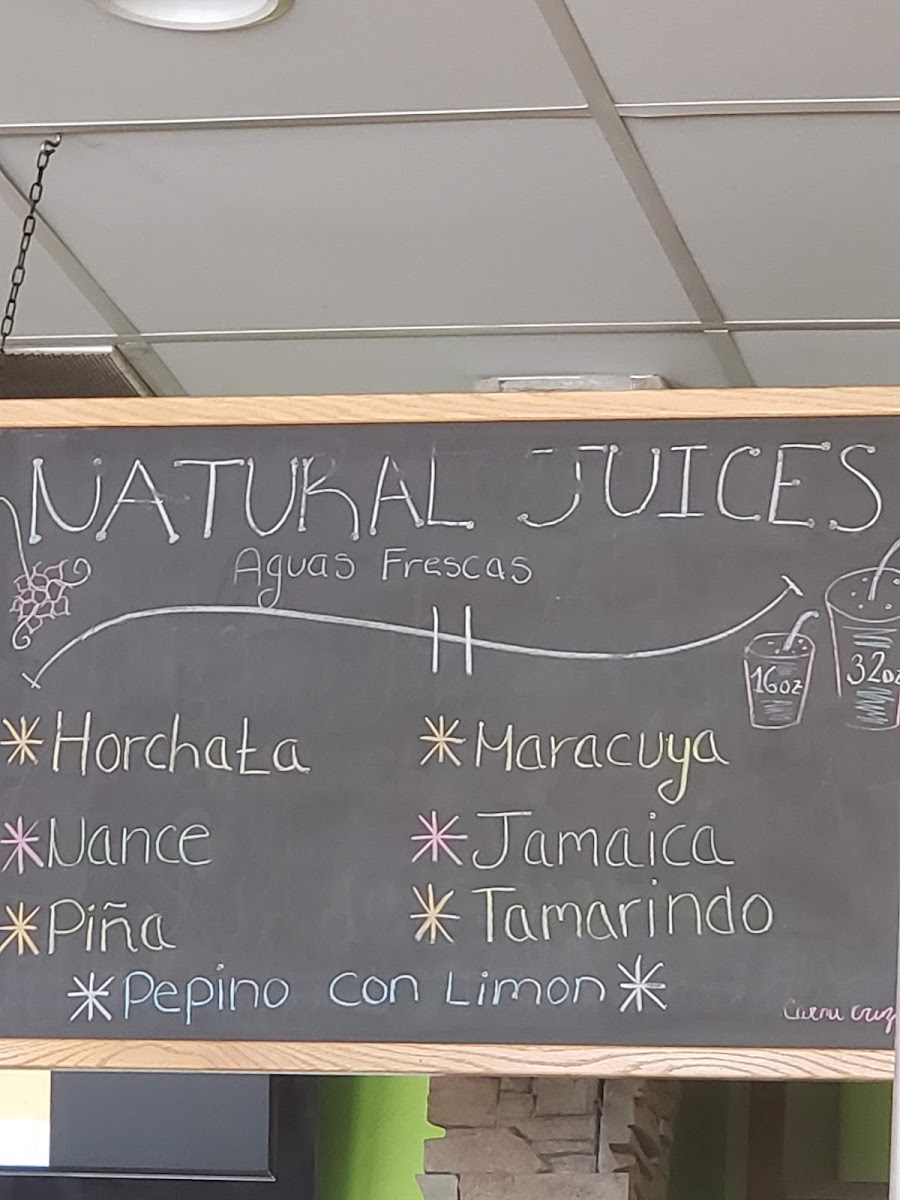 NATURAL JUICES
Aguas Frescas
16oz
32oz
Horchata
Maracuya
Nance
Jamaica
Piña
Tamarindo
Pepino con Limon